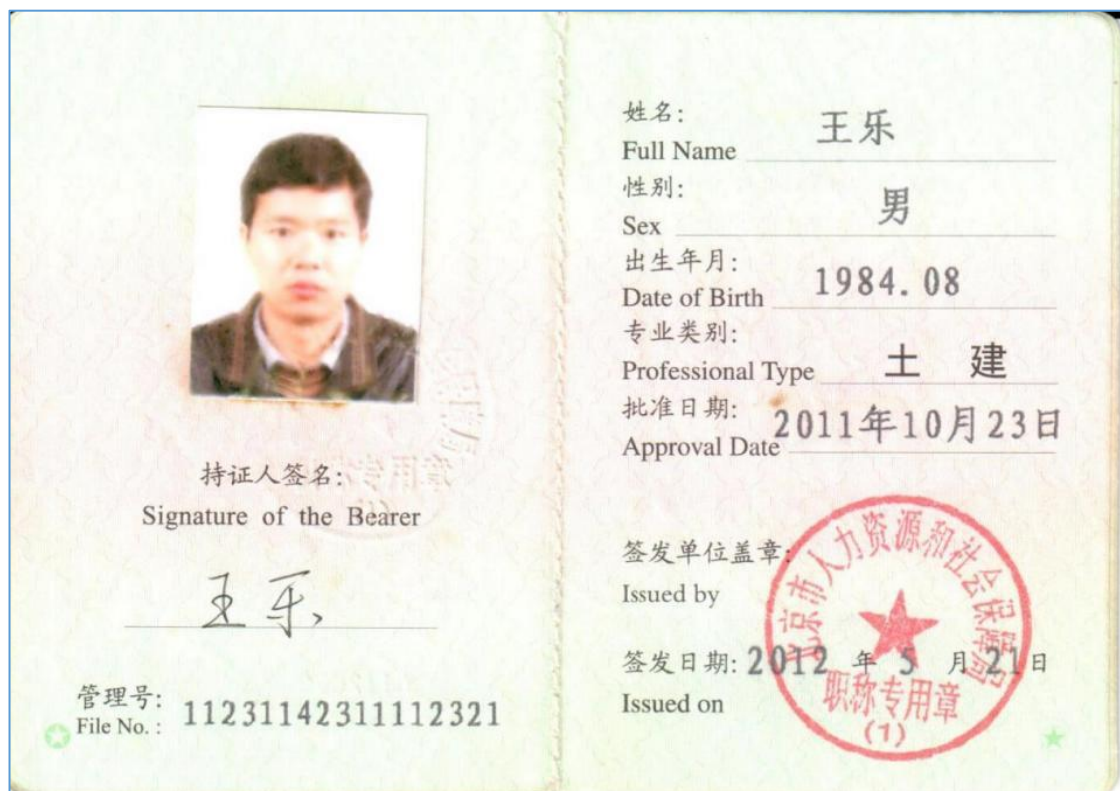 持证人签名:
Signature of the Bearer
王乐
管理号:
File No. : 11231142311112321
姓名:
Full Name 王乐
性别:
Sex 男
出生年月:
Date of Birth 1984.08
专业类别:
Professional Type 土 建
批准日期:
Approval Date 2011年10月23日
签发单位盖章:
Issued by
北京市人力资源和社会保障局
职称专用章
(1)
签发日期: 2012 年 5 月 21日
Issued on